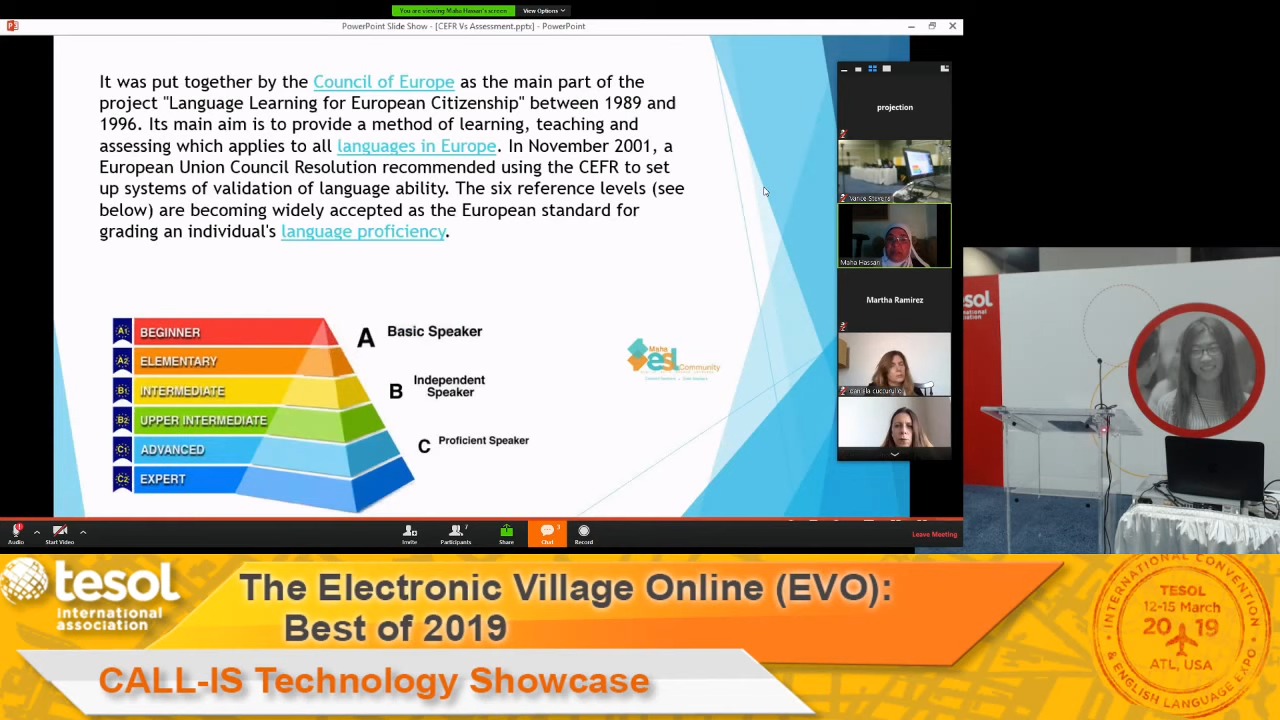 You are viewing Maha Hassan's screen
View Options
PowerPoint Slide Show - [CEFR Vs Assessment.pptx] - PowerPoint
It was put together by the Council of Europe as the main part of the
project "Language Learning for European Citizenship" between 1989 and
1996. Its main aim is to provide a method of learning, teaching and
assessing which applies to all languages in Europe. In November 2001, a
European Union Council Resolution recommended using the CEFR to set
up systems of validation of language ability. The six reference levels (see
below) are becoming widely accepted as the European standard for
grading an individual's language proficiency.
BEGINNER
A2 ELEMENTARY
INTERMEDIATE
B2 UPPER INTERMEDIATE
ADVANCED
C2 EXPERT
A Basic Speaker
B Independent
Speaker
C Proficient Speaker
Maha
esl Community
projection
Vance Stevens
Maha Hassan
Martha Ramirez
daniela cuccurullo
Audio
Start Video
Invite
7
Participants
Share
3
Chat
Record
Leave Meeting
tesol
international
association
The Electronic Village Online (EVO):
Best of 2019
CALL-IS Technology Showcase
INTERNATIONAL CONVENTION
TESOL
12-15 March
2019
ATL, USA
& ENGLISH LANGUAGE EXPO